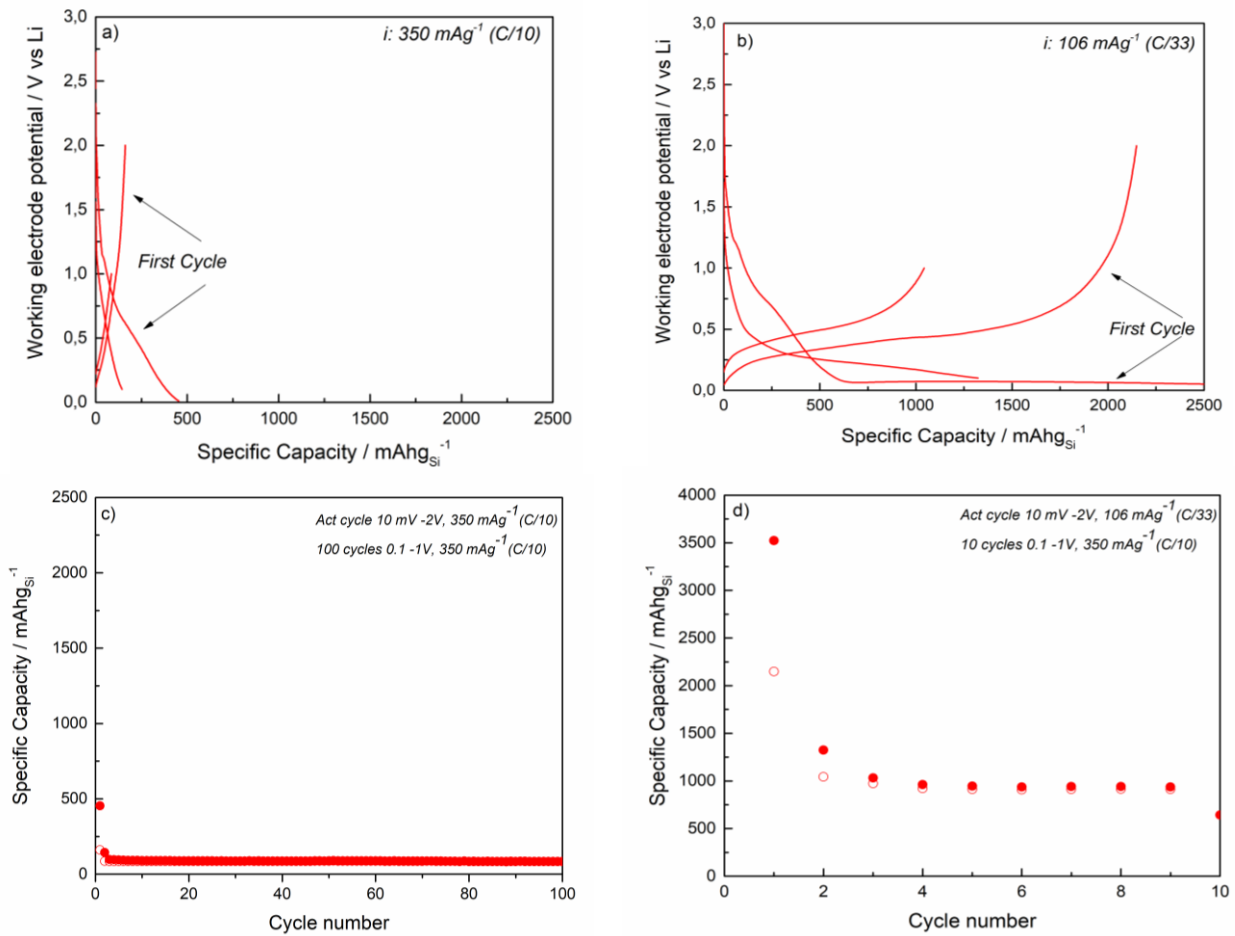 a)
i: 350 mAg⁻¹ (C/10)
3,0
2,5
2,0
1,5
1,0
0,5
0,0
Working electrode potential / V vs Li
First Cycle
0
500
1000
1500
2000
2500
Specific Capacity / mAhg_Si⁻¹
b)
i: 106 mAg⁻¹ (C/33)
3,0
2,5
2,0
1,5
1,0
0,5
0,0
Working electrode potential / V vs Li
First Cycle
0
500
1000
1500
2000
2500
Specific Capacity / mAhg_Si⁻¹
c)
Act cycle 10 mV -2V, 350 mAg⁻¹ (C/10)
100 cycles 0.1 -1V, 350 mAg⁻¹ (C/10)
2500
2000
1500
1000
500
0
Specific Capacity / mAhg_Si⁻¹
0
20
40
60
80
100
Cycle number
d)
Act cycle 10 mV -2V, 106 mAg⁻¹ (C/33)
10 cycles 0.1 -1V, 350 mAg⁻¹ (C/10)
4000
3500
3000
2500
2000
1500
1000
500
0
Specific Capacity / mAhg_Si⁻¹
0
2
4
6
8
10
Cycle number